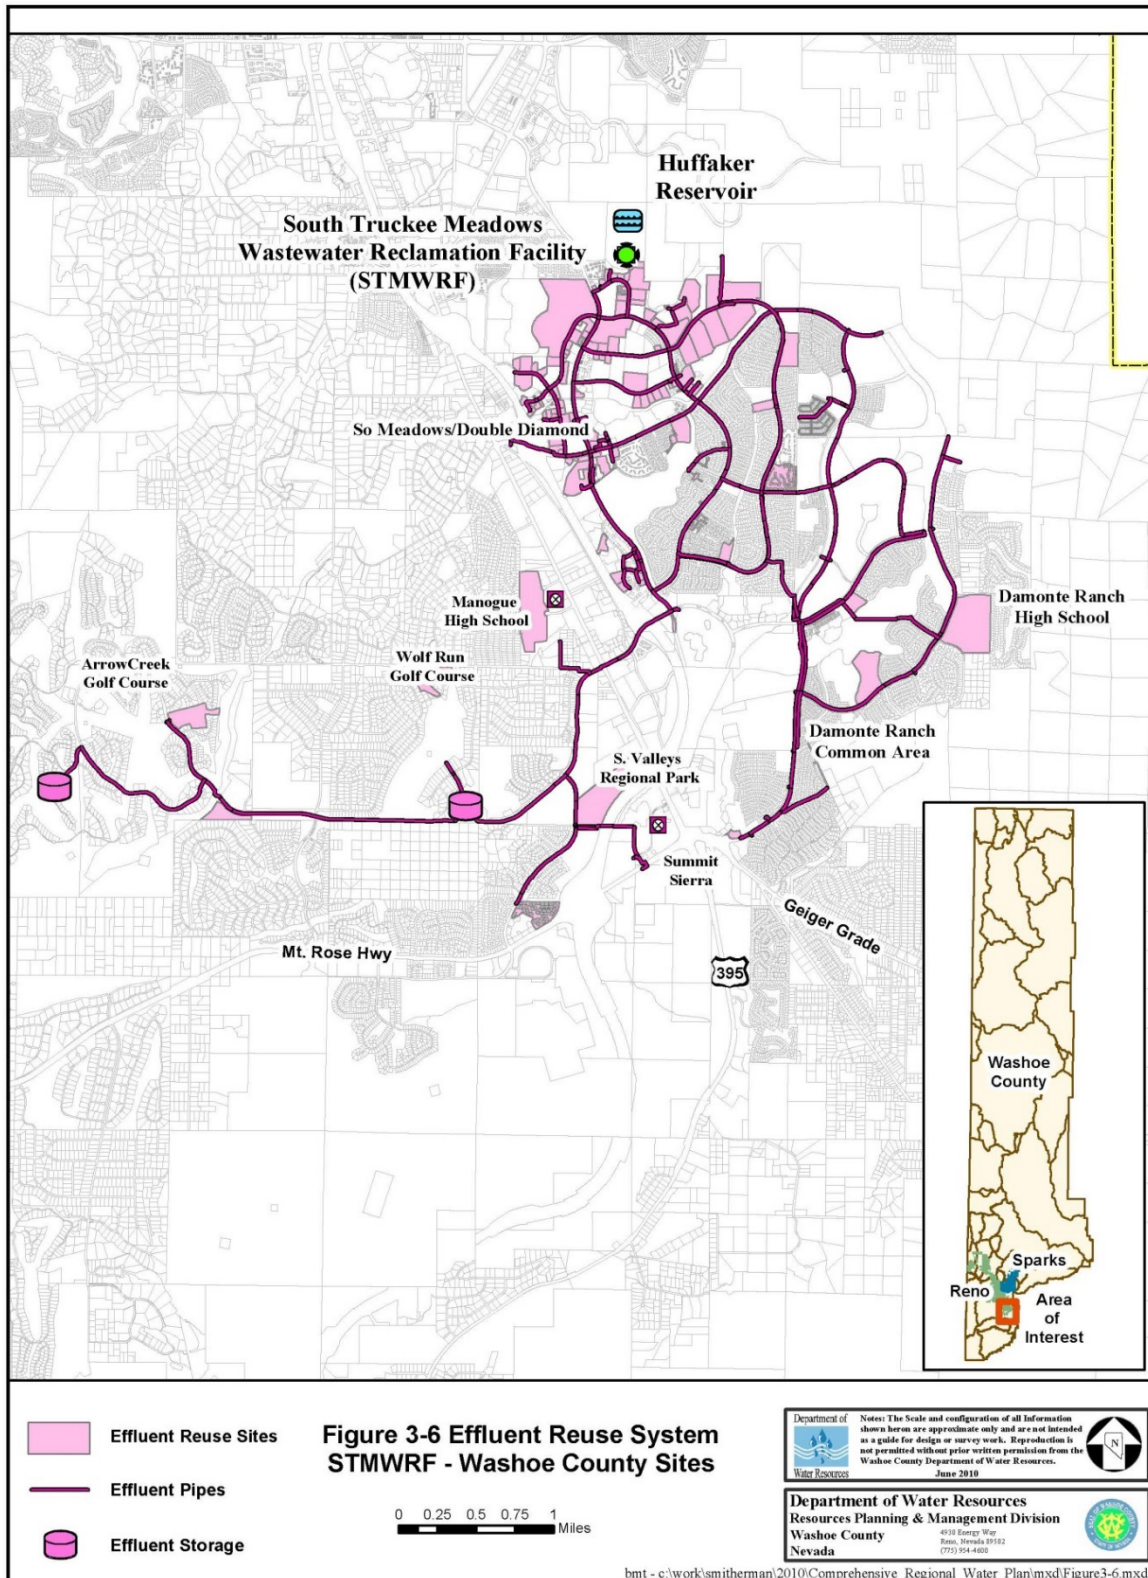 Huffaker
Reservoir
South Truckee Meadows
Wastewater Reclamation Facility
(STMWRF)
So Meadows/Double Diamond
Manogue
High School
Damonte Ranch
High School
ArrowCreek
Golf Course
Wolf Run
Golf Course
Damonte Ranch
Common Area
S. Valleys
Regional Park
Summit
Sierra
Geiger Grade
Mt. Rose Hwy
395
Washoe
County
Sparks
Reno
Area
of
Interest
Effluent Reuse Sites
Effluent Pipes
Effluent Storage
Figure 3-6 Effluent Reuse System
STMWRF - Washoe County Sites
0 0.25 0.5 0.75 1
Miles
Department of
Water Resources
Notes: The Scale and configuration of all Information
shown heron are approximate only and are not intended
as a guide for design or survey work. Reproduction is
not permitted without prior written permission from the
Washoe County Department of Water Resources.
June 2010
N
Department of Water Resources
Resources Planning & Management Division
Washoe County
Nevada
4930 Energy Way
Reno, Nevada 89502
(775) 954-4600
bmt - c:\work\smitherman\2010\Comprehensive_Regional_Water_Plan\mxd\Figure3-6.mxd